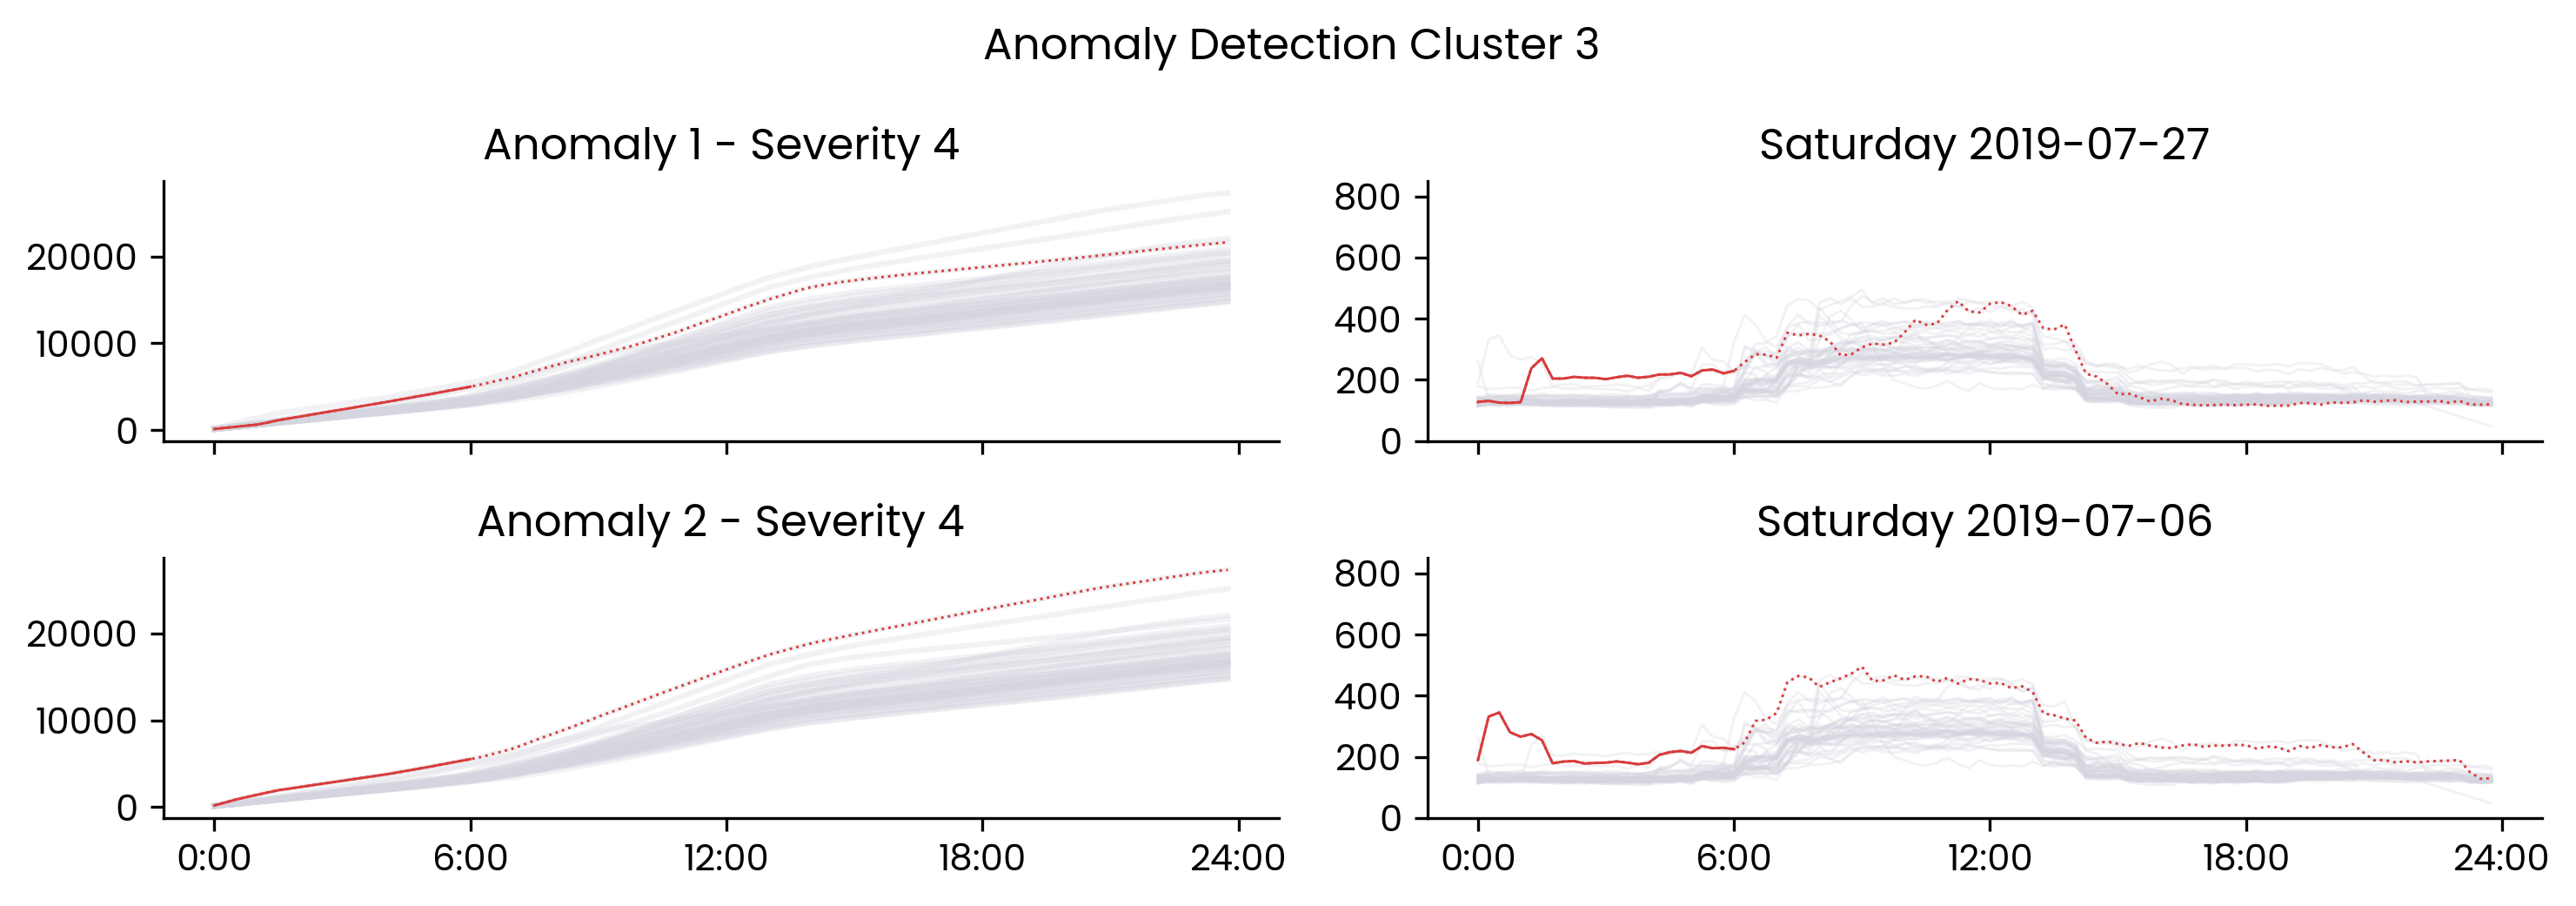 Anomaly Detection Cluster 3
Anomaly 1 - Severity 4
Saturday 2019-07-27
20000
10000
0
800
600
400
200
0
Anomaly 2 - Severity 4
Saturday 2019-07-06
20000
10000
0
800
600
400
200
0
0:00 6:00 12:00 18:00 24:00
0:00 6:00 12:00 18:00 24:00